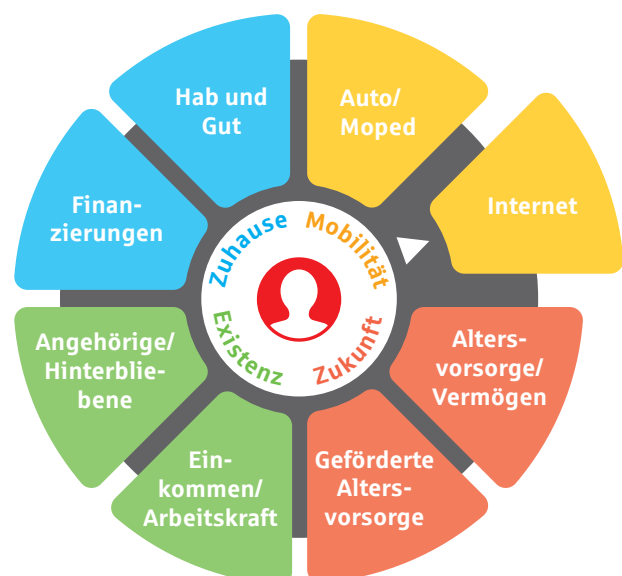 Hab und
Gut
Auto/
Moped
Internet
Finan-
zierungen
Zuhause
Mobilität
Existenz
Zukunft
Angehörige/
Hinterblie-
bene
Alters-
vorsorge/
Vermögen
Ein-
kommen/
Arbeitskraft
Geförderte
Alters-
vorsorge